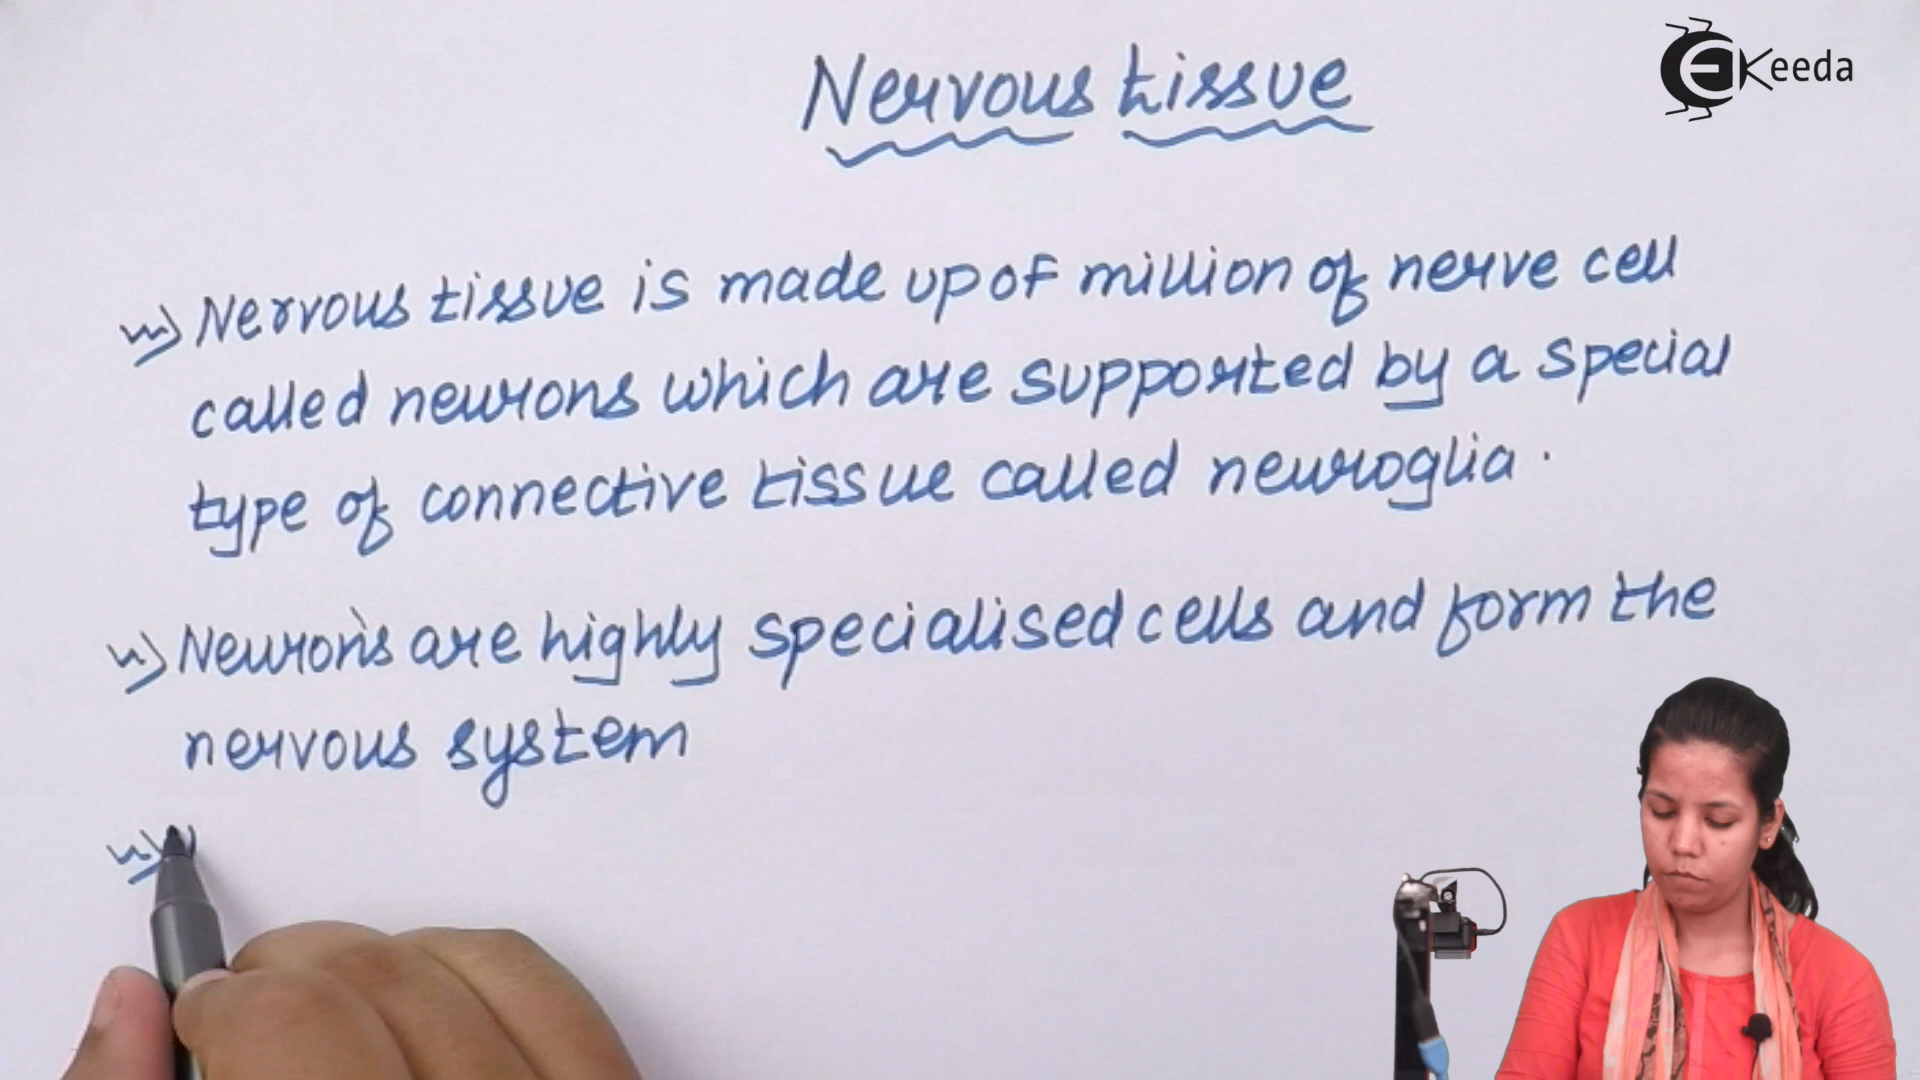 EKeeda
Nervous tissue
Nervous tissue is made up of million of nerve cell
called neurons which are supported by a special
type of connective tissue called neuroglia.
Neurons are highly specialised cells and form the
nervous system